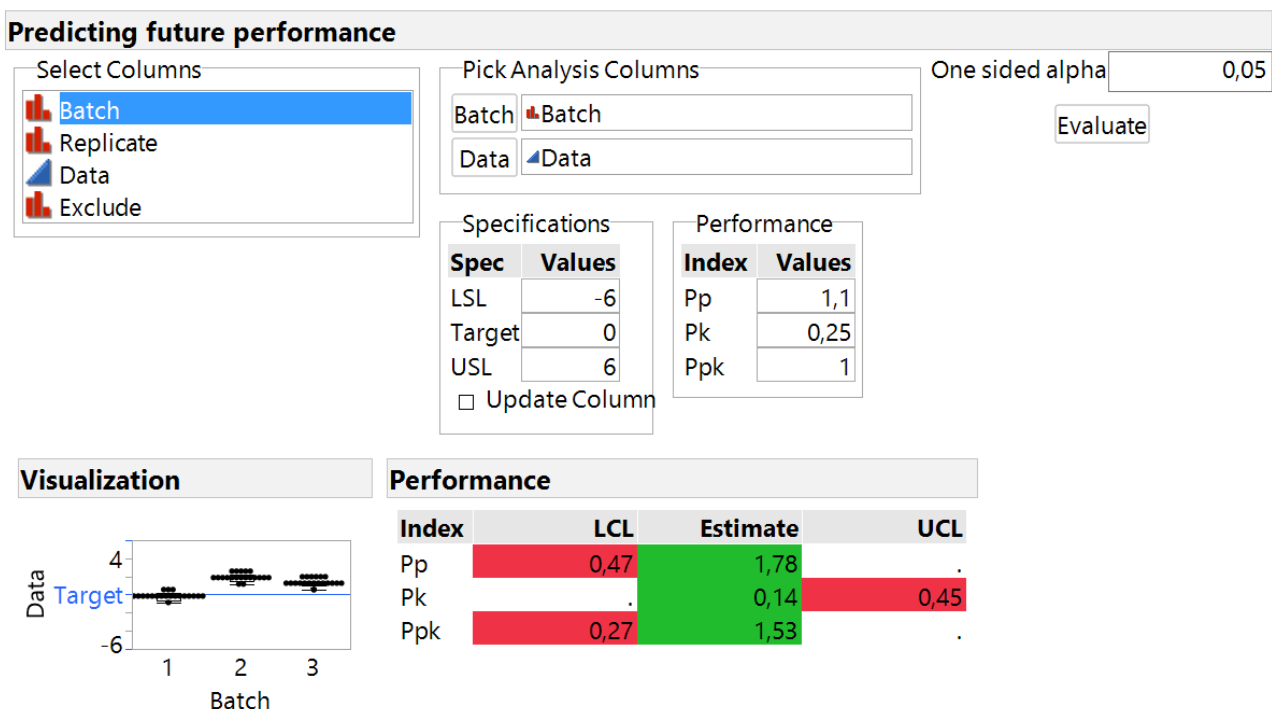 Predicting future performance
Select Columns
Batch
Replicate
Data
Exclude
Pick Analysis Columns
Batch Batch
Data Data
One sided alpha 0,05
Evaluate
Specifications
Spec Values
LSL -6
Target 0
USL 6
Update Column
Performance
Index Values
Pp 1,1
Pk 0,25
Ppk 1
Visualization
Data
4
Target
-6
1 2 3
Batch
Performance
Index LCL Estimate UCL
Pp 0,47 1,78 .
Pk . 0,14 0,45
Ppk 0,27 1,53 .